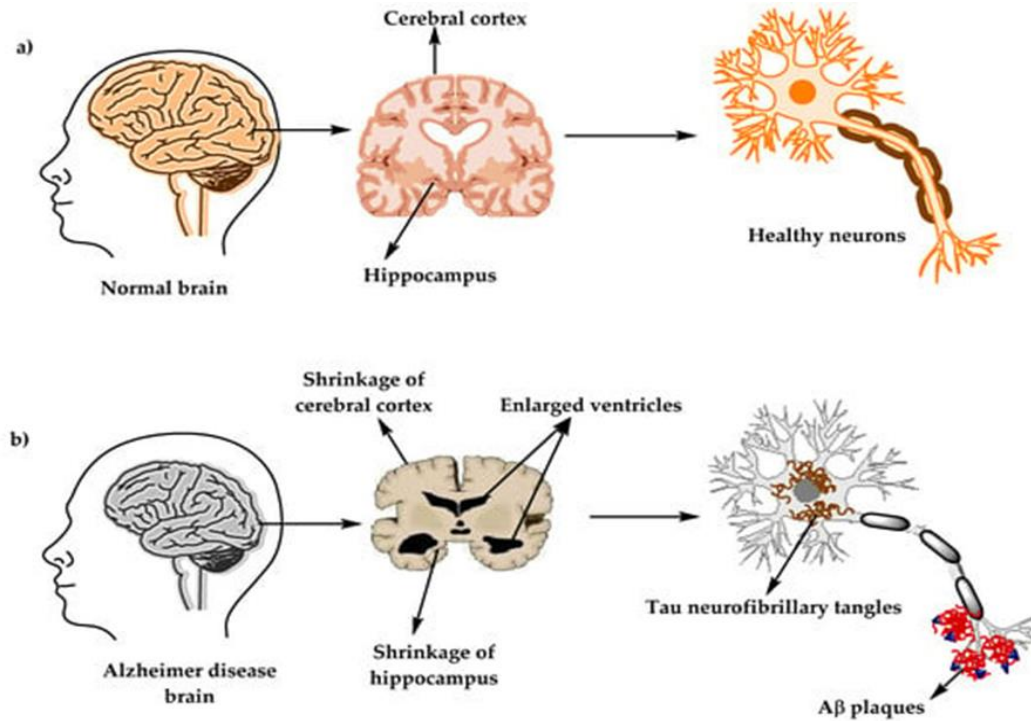 a)
Cerebral cortex
Hippocampus
Healthy neurons
Normal brain
b)
Shrinkage of
cerebral cortex
Enlarged ventricles
Tau neurofibrillary tangles
Shrinkage of
hippocampus
Alzheimer disease
brain
Aβ plaques